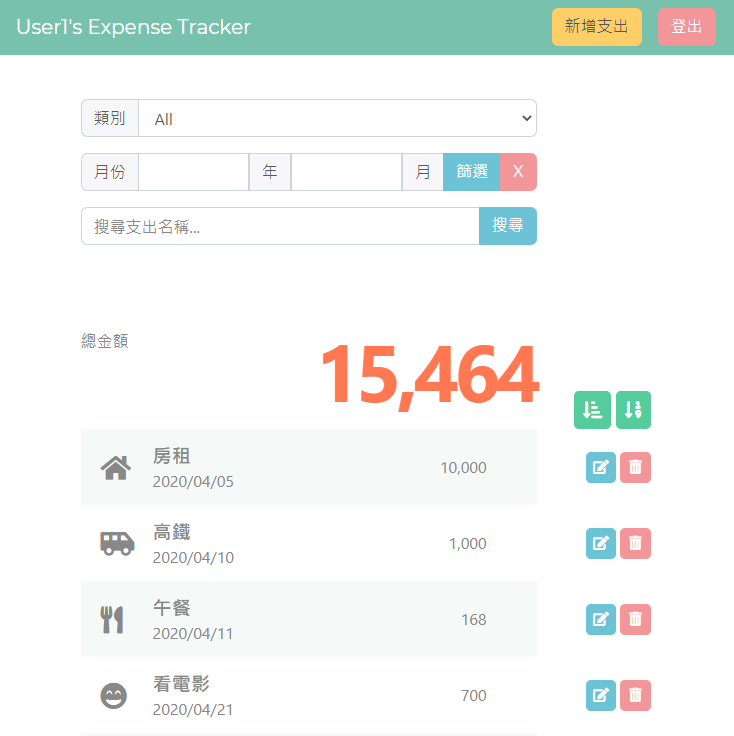 User1's Expense Tracker 新增支出 登出
類別 All
月份 年 月 篩選 X
搜尋支出名稱... 搜尋
總金額
15,464
房租
2020/04/05
10,000
高鐵
2020/04/10
1,000
午餐
2020/04/11
168
看電影
2020/04/21
700